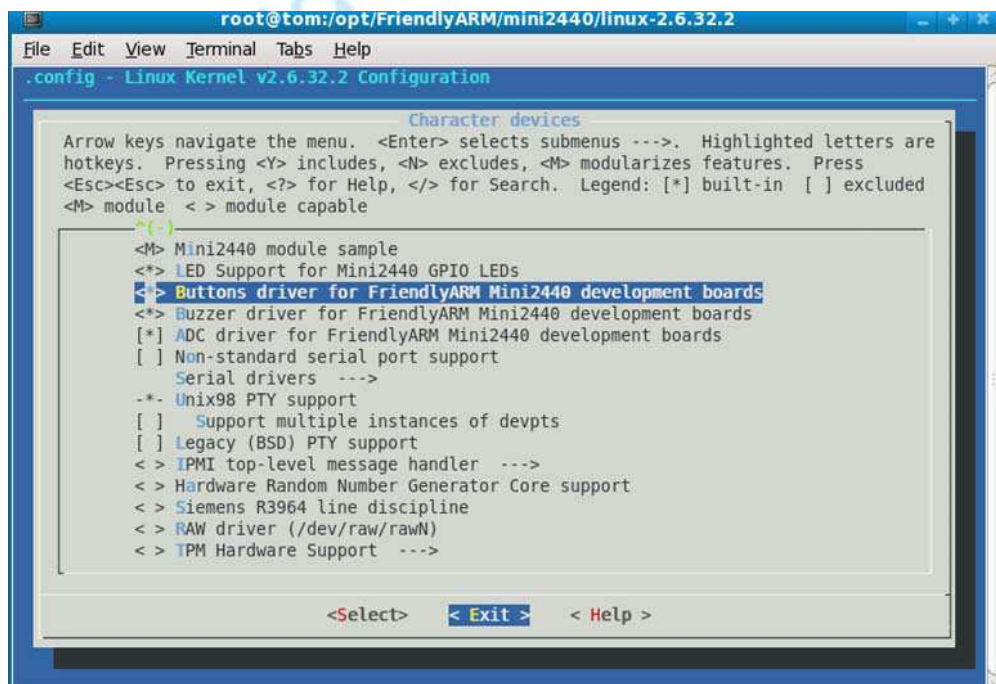 root@tom:/opt/FriendlyARM/mini2440/linux-2.6.32.2
File Edit View Terminal Tabs Help
.config - Linux Kernel v2.6.32.2 Configuration
Character devices
Arrow keys navigate the menu. <Enter> selects submenus --->. Highlighted letters are
hotkeys. Pressing <Y> includes, <N> excludes, <M> modularizes features. Press
<Esc><Esc> to exit, <?> for Help, </> for Search. Legend: [*] built-in [ ] excluded
<M> module < > module capable
^(-)
<M> Mini2440 module sample
<*> LED Support for Mini2440 GPIO LEDs
<*> Buttons driver for FriendlyARM Mini2440 development boards
<*> Buzzer driver for FriendlyARM Mini2440 development boards
[*] ADC driver for FriendlyARM Mini2440 development boards
[ ] Non-standard serial port support
Serial drivers --->
-*- Unix98 PTY support
[ ] Support multiple instances of devpts
[ ] Legacy (BSD) PTY support
< > IPMI top-level message handler --->
< > Hardware Random Number Generator Core support
< > Siemens R3964 line discipline
< > RAW driver (/dev/raw/rawN)
< > TPM Hardware Support --->
<Select> < Exit > < Help >